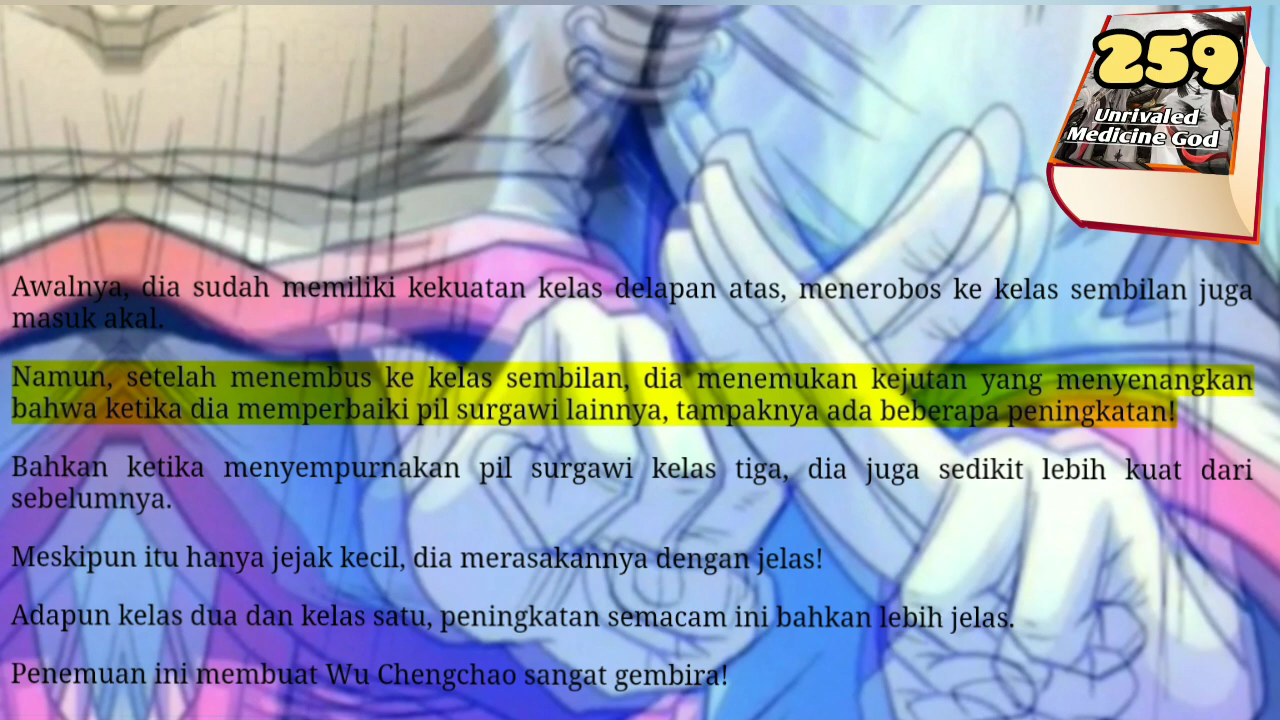 259
Unrivaled
Medicine God
Awalnya, dia sudah memiliki kekuatan kelas delapan atas, menerobos ke kelas sembilan juga
masuk akal.
Namun, setelah menembus ke kelas sembilan, dia menemukan kejutan yang menyenangkan
bahwa ketika dia memperbaiki pil surgawi lainnya, tampaknya ada beberapa peningkatan!
Bahkan ketika menyempurnakan pil surgawi kelas tiga, dia juga sedikit lebih kuat dari
sebelumnya.
Meskipun itu hanya jejak kecil, dia merasakannya dengan jelas!
Adapun kelas dua dan kelas satu, peningkatan semacam ini bahkan lebih jelas.
Penemuan ini membuat Wu Chengchao sangat gembira!